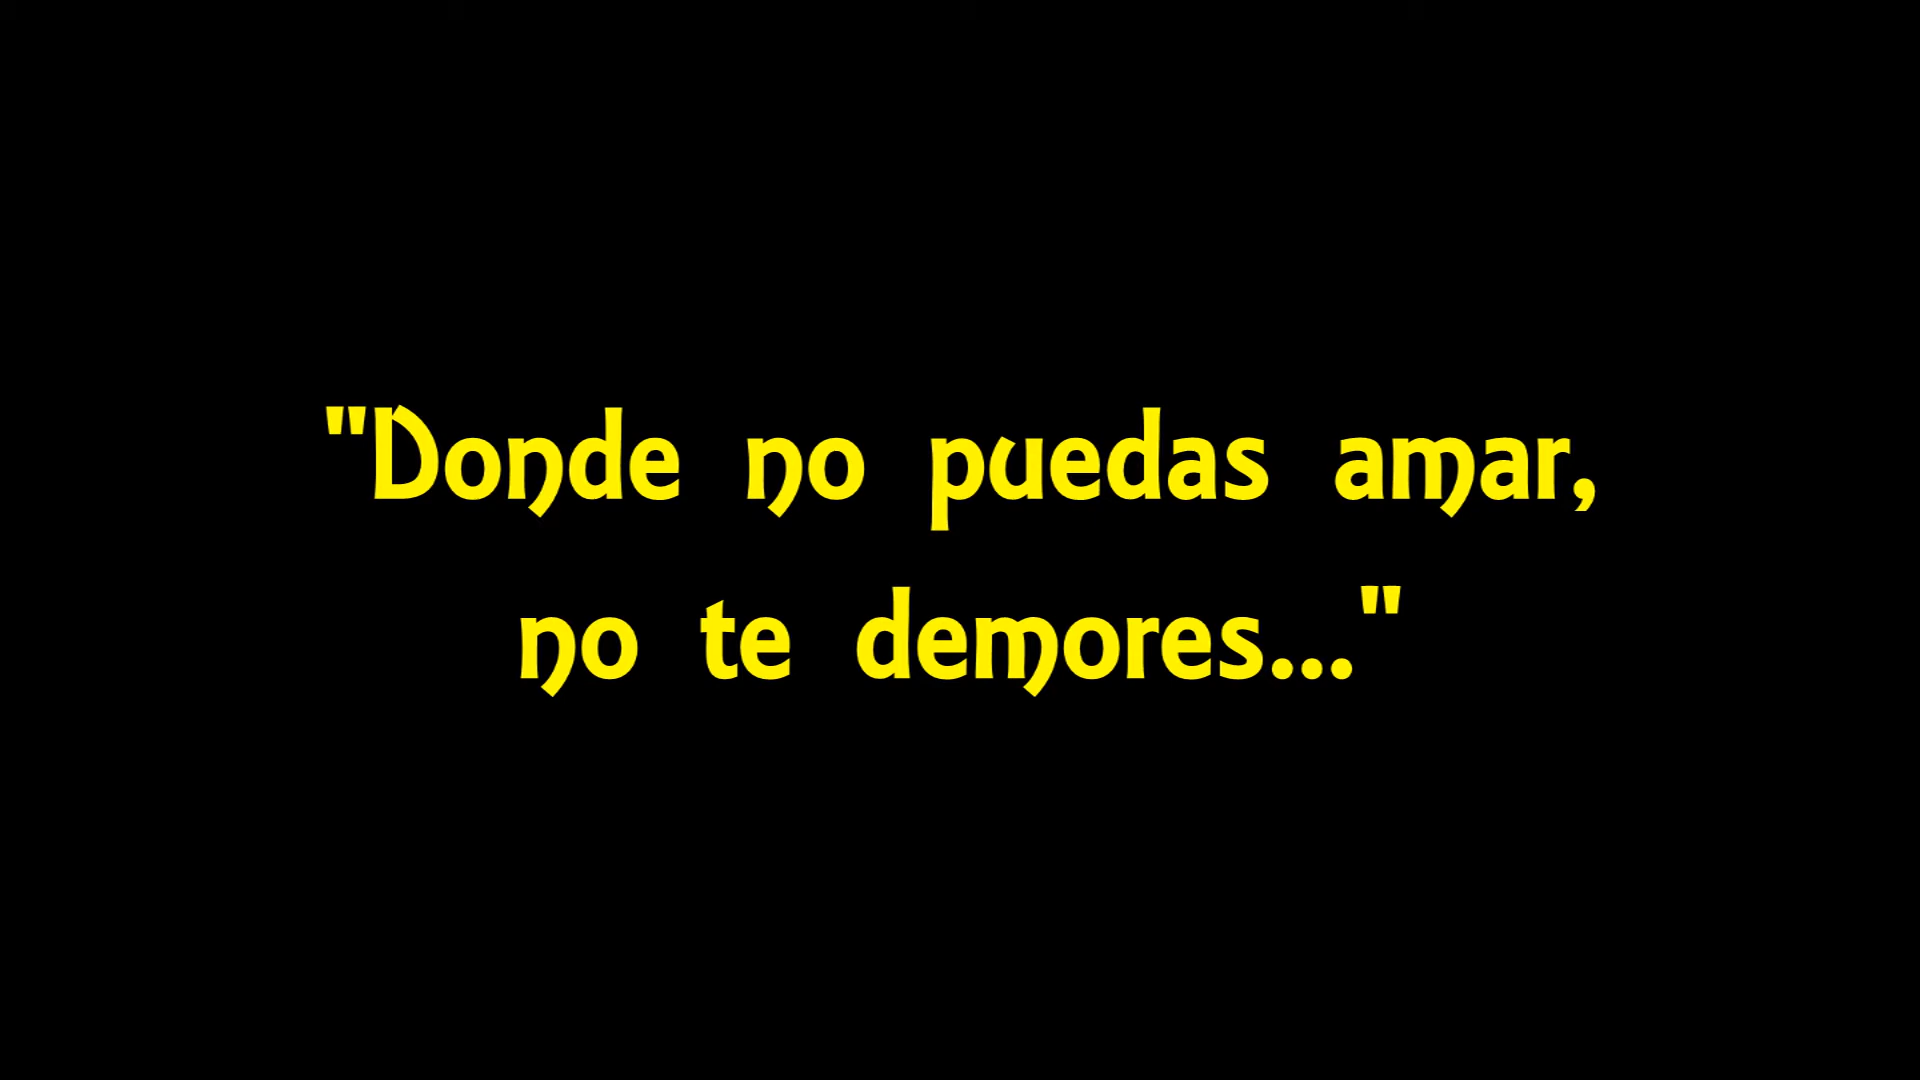 "Donde no puedas amar,
no te demores..."